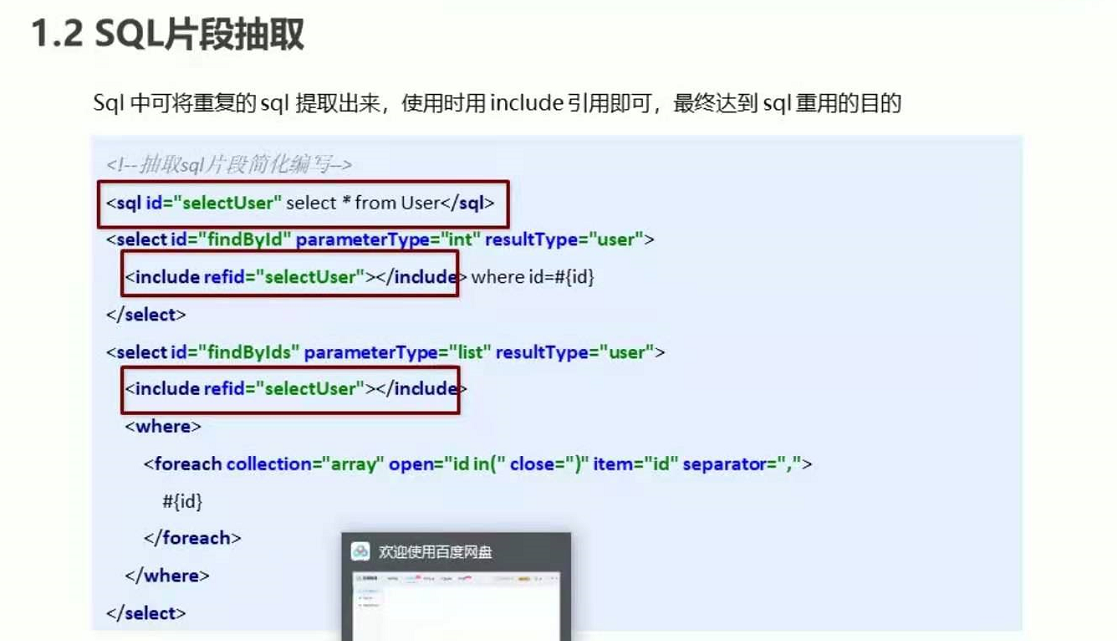 1.2 SQL片段抽取
Sql 中可将重复的 sql 提取出来，使用时用 include 引用即可，最终达到 sql 重用的目的
<!--抽取sql片段简化编写-->
<sql id="selectUser" select * from User</sql>
<select id="findById" parameterType="int" resultType="user">
<include refid="selectUser"></include> where id=#{id}
</select>
<select id="findByIds" parameterType="list" resultType="user">
<include refid="selectUser"></include>
<where>
<foreach collection="array" open="id in(" close=")" item="id" separator=",">
#{id}
</foreach>
</where>
</select>
欢迎使用百度网盘